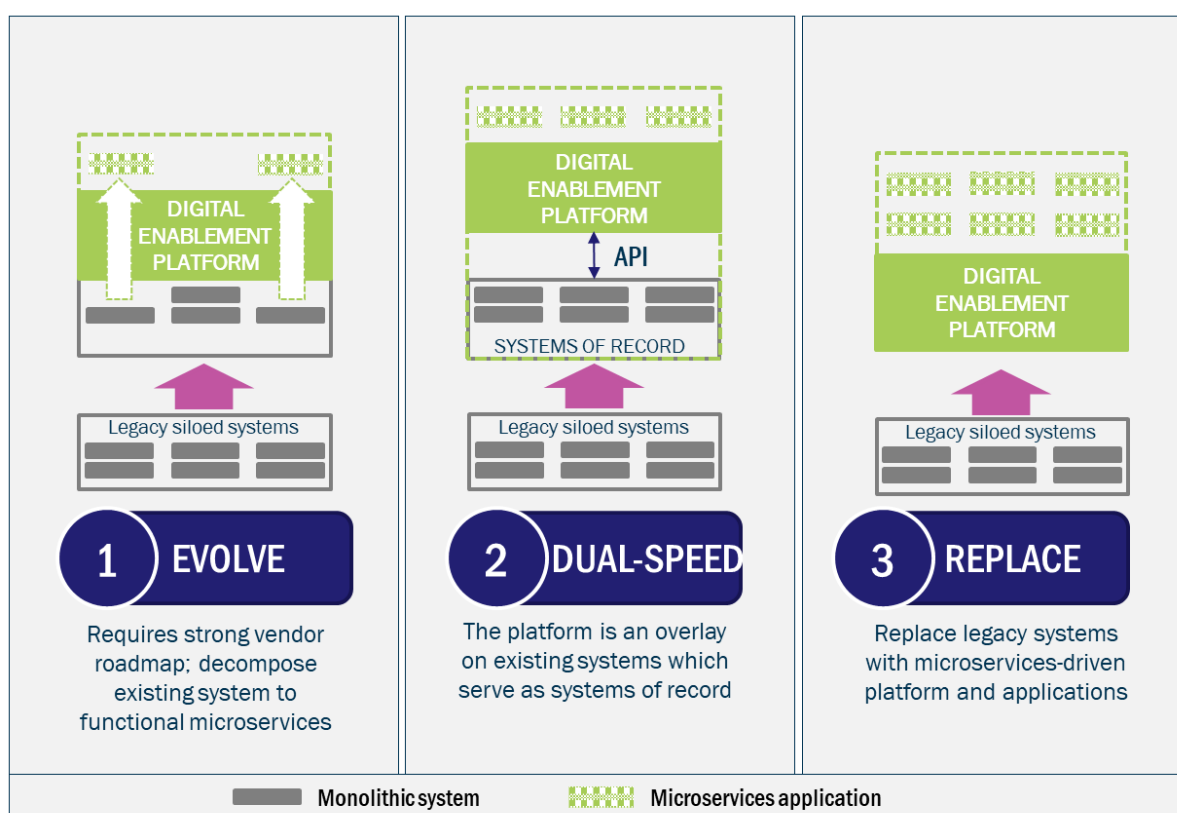 DIGITAL
ENABLEMENT
PLATFORM
Legacy siloed systems
1
EVOLVE
Requires strong vendor
roadmap; decompose
existing system to
functional microservices
DIGITAL
ENABLEMENT
PLATFORM
API
SYSTEMS OF RECORD
Legacy siloed systems
2
DUAL-SPEED
The platform is an overlay
on existing systems which
serve as systems of record
DIGITAL
ENABLEMENT
PLATFORM
Legacy siloed systems
3
REPLACE
Replace legacy systems
with microservices-driven
platform and applications
Monolithic system
Microservices application